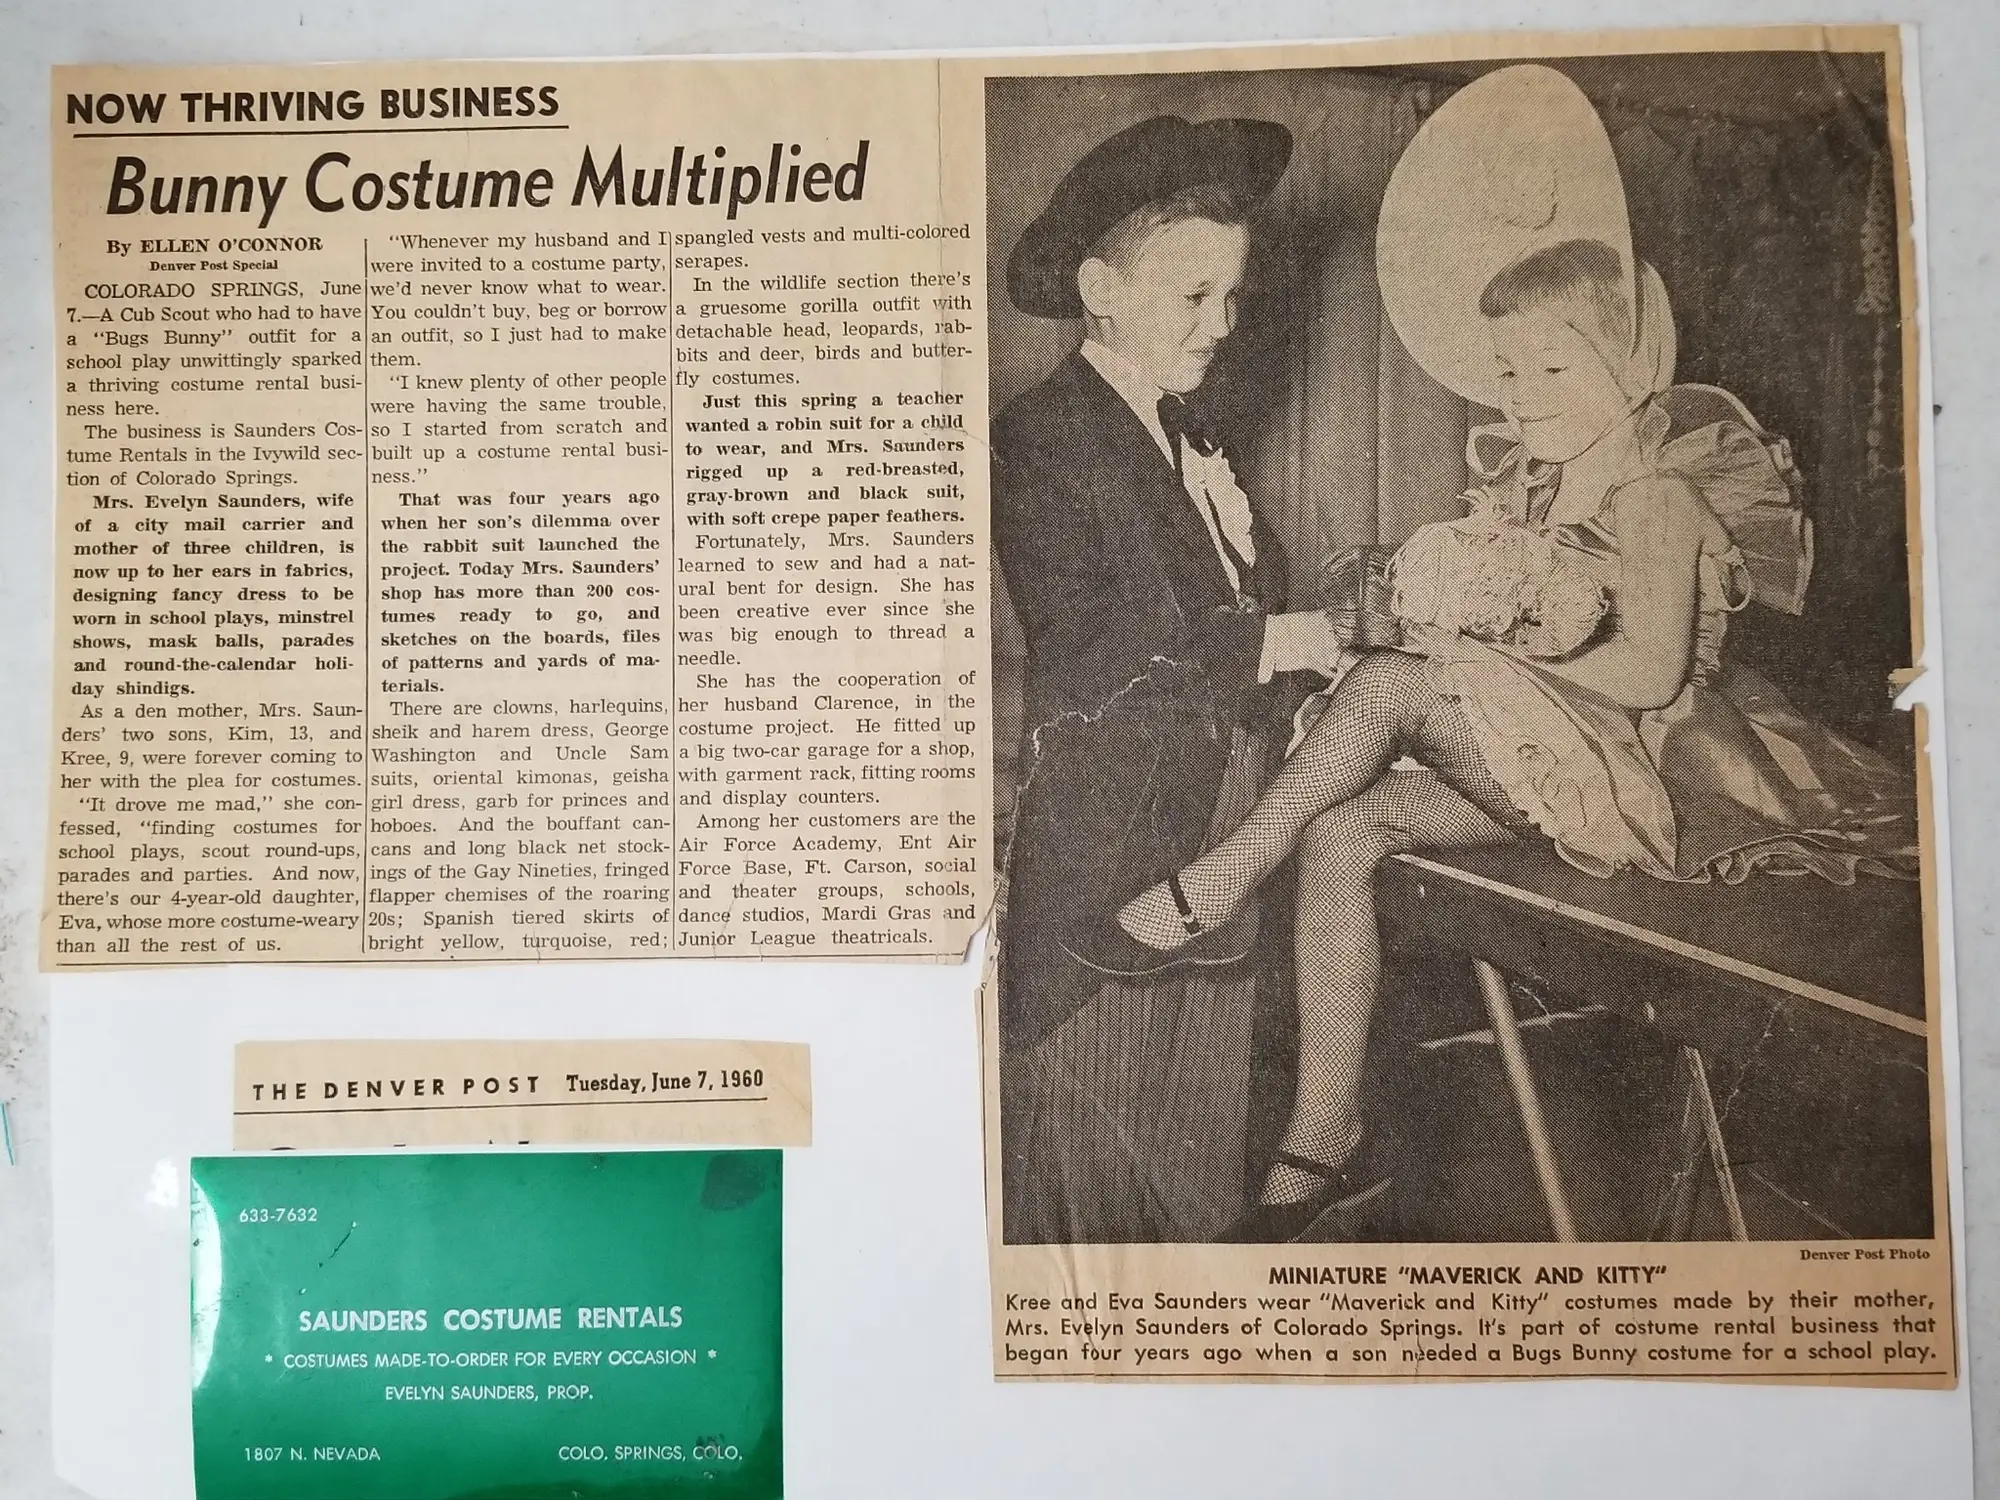 NOW THRIVING BUSINESS
Bunny Costume Multiplied
By ELLEN O'CONNOR
Denver Post Special
COLORADO SPRINGS, June
7.—A Cub Scout who had to have
a "Bugs Bunny" outfit for a
school play unwittingly sparked
a thriving costume rental busi-
ness here.
The business is Saunders Cos-
tume Rentals in the Ivywild sec-
tion of Colorado Springs.
Mrs. Evelyn Saunders, wife
of a city mail carrier and
mother of three children, is
now up to her ears in fabrics,
designing fancy dress to be
worn in school plays, minstrel
shows, mask balls, parades
and round-the-calendar holi-
day shindigs.
As a den mother, Mrs. Saun-
ders' two sons, Kim, 13, and
Kree, 9, were forever coming to
her with the plea for costumes.
"It drove me mad," she con-
fessed, "finding costumes for
school plays, scout round-ups,
parades and parties. And now,
there's our 4-year-old daughter,
Eva, whose more costume-weary
than all the rest of us.
"Whenever my husband and I
were invited to a costume party,
we'd never know what to wear.
You couldn't buy, beg or borrow
an outfit, so I just had to make
them.
"I knew plenty of other people
were having the same trouble,
so I started from scratch and
built up a costume rental busi-
ness."
That was four years ago
when her son's dilemma over
the rabbit suit launched the
project. Today Mrs. Saunders'
shop has more than 200 cos-
tumes ready to go, and
sketches on the boards, files
of patterns and yards of ma-
terials.
There are clowns, harlequins,
sheik and harem dress, George
Washington and Uncle Sam
suits, oriental kimonas, geisha
girl dress, garb for princes and
hoboes. And the bouffant can-
cans and long black net stock-
ings of the Gay Nineties, fringed
flapper chemises of the roaring
20s; Spanish tiered skirts of
bright yellow, turquoise, red;
spangled vests and multi-colored
serapes.
In the wildlife section there's
a gruesome gorilla outfit with
detachable head, leopards, rab-
bits and deer, birds and butter-
fly costumes.
Just this spring a teacher
wanted a robin suit for a child
to wear, and Mrs. Saunders
rigged up a red-breasted,
gray-brown and black suit,
with soft crepe paper feathers.
Fortunately, Mrs. Saunders
learned to sew and had a nat-
ural bent for design. She has
been creative ever since she
was big enough to thread a
needle.
She has the cooperation of
her husband Clarence, in the
costume project. He fitted up
a big two-car garage for a shop,
with garment rack, fitting rooms
and display counters.
Among her customers are the
Air Force Academy, Ent Air
Force Base, Ft. Carson, social
and theater groups, schools,
dance studios, Mardi Gras and
Junior League theatricals.
Denver Post Photo
MINIATURE "MAVERICK AND KITTY"
Kree and Eva Saunders wear "Maverick and Kitty" costumes made by their mother,
Mrs. Evelyn Saunders of Colorado Springs. It's part of costume rental business that
began four years ago when a son needed a Bugs Bunny costume for a school play.
THE DENVER POST Tuesday, June 7, 1960
633-7632
SAUNDERS COSTUME RENTALS
* COSTUMES MADE-TO-ORDER FOR EVERY OCCASION *
EVELYN SAUNDERS, PROP.
1807 N. NEVADA COLO. SPRINGS, COLO.